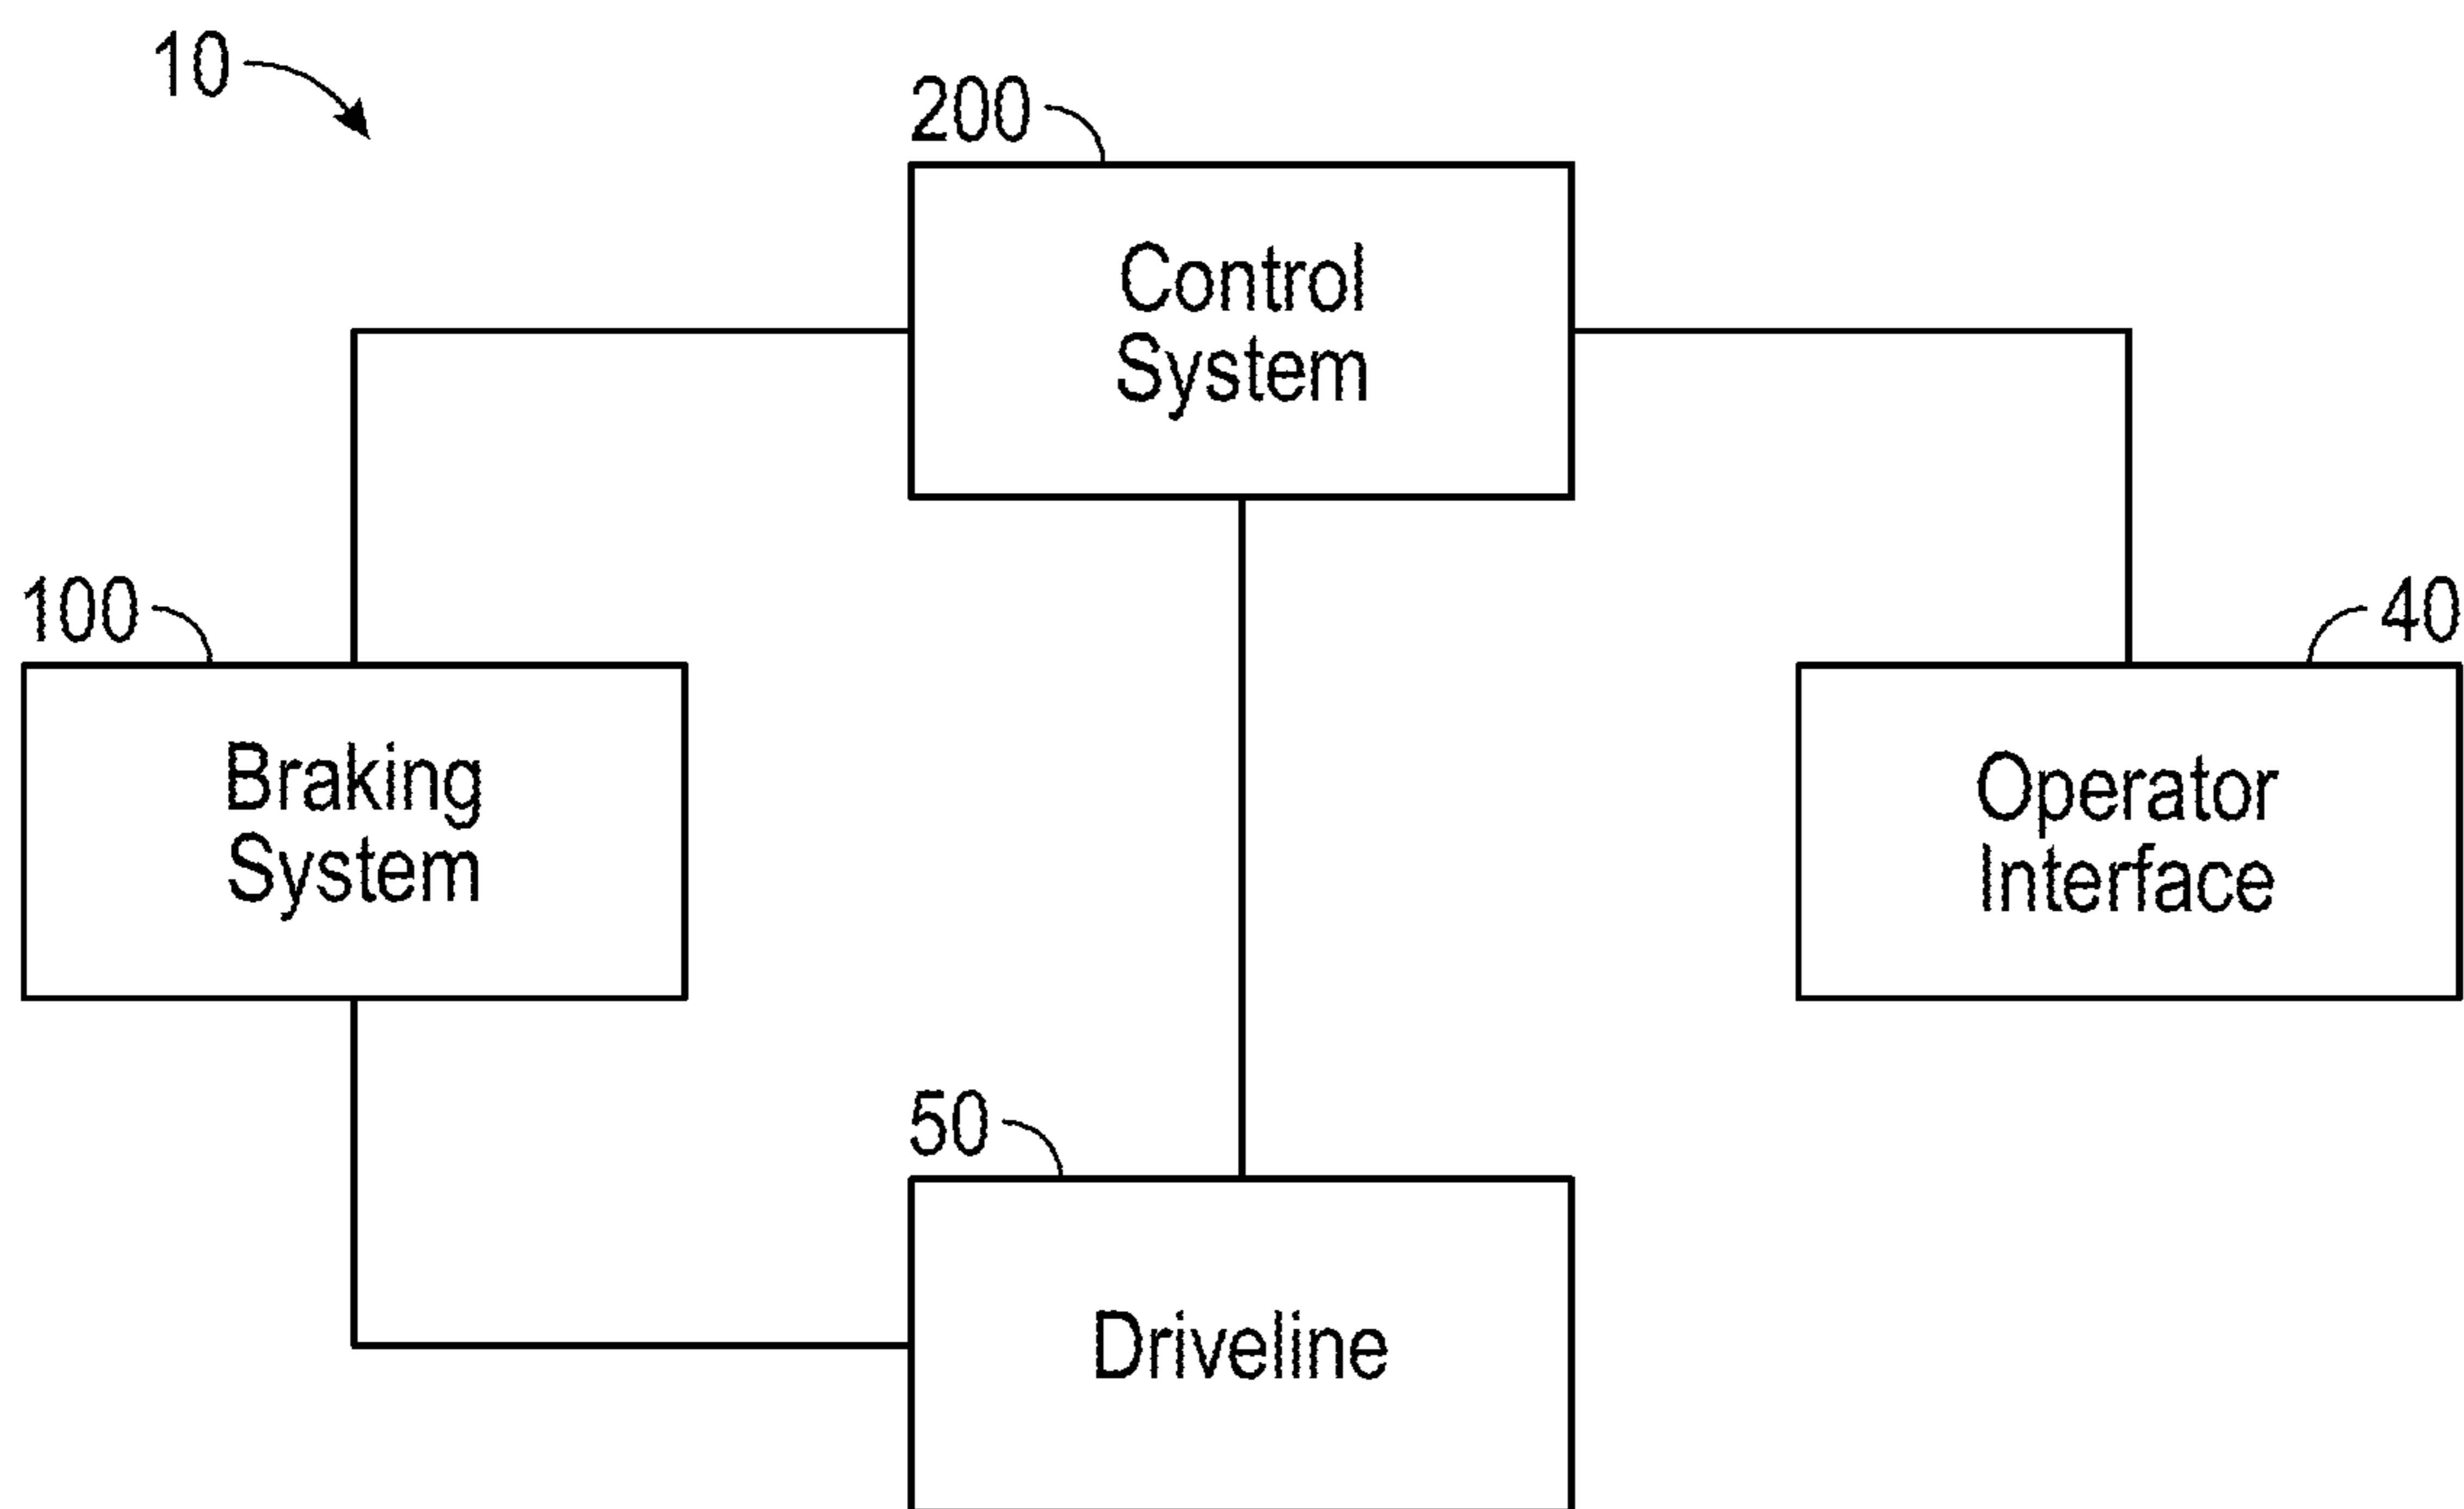 10
200
Control
System
100
Braking
System
40
Operator
Interface
50
Driveline